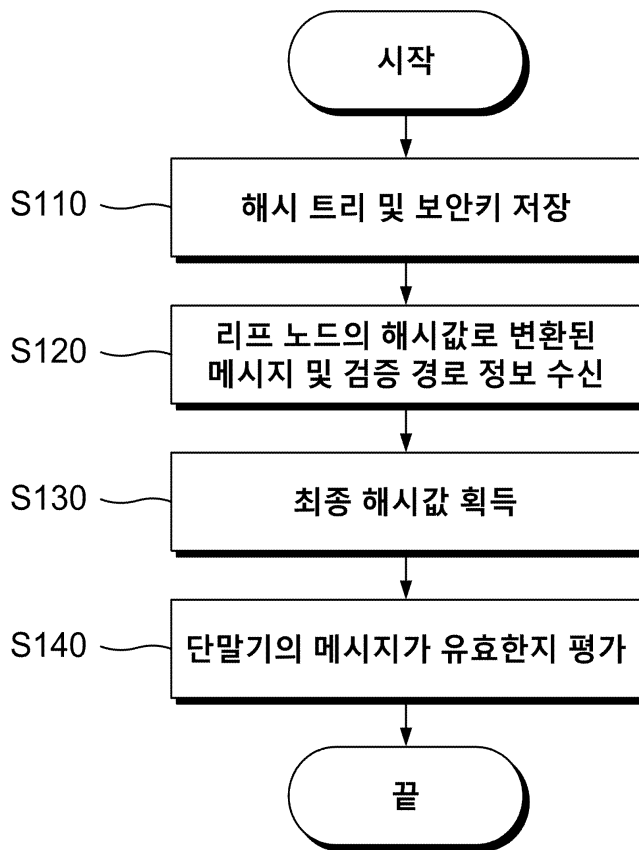 시작
S110
해시 트리 및 보안키 저장
S120
리프 노드의 해시값로 변환된
메시지 및 검증 경로 정보 수신
S130
최종 해시값 획득
S140
단말기의 메시지가 유효한지 평가
끝